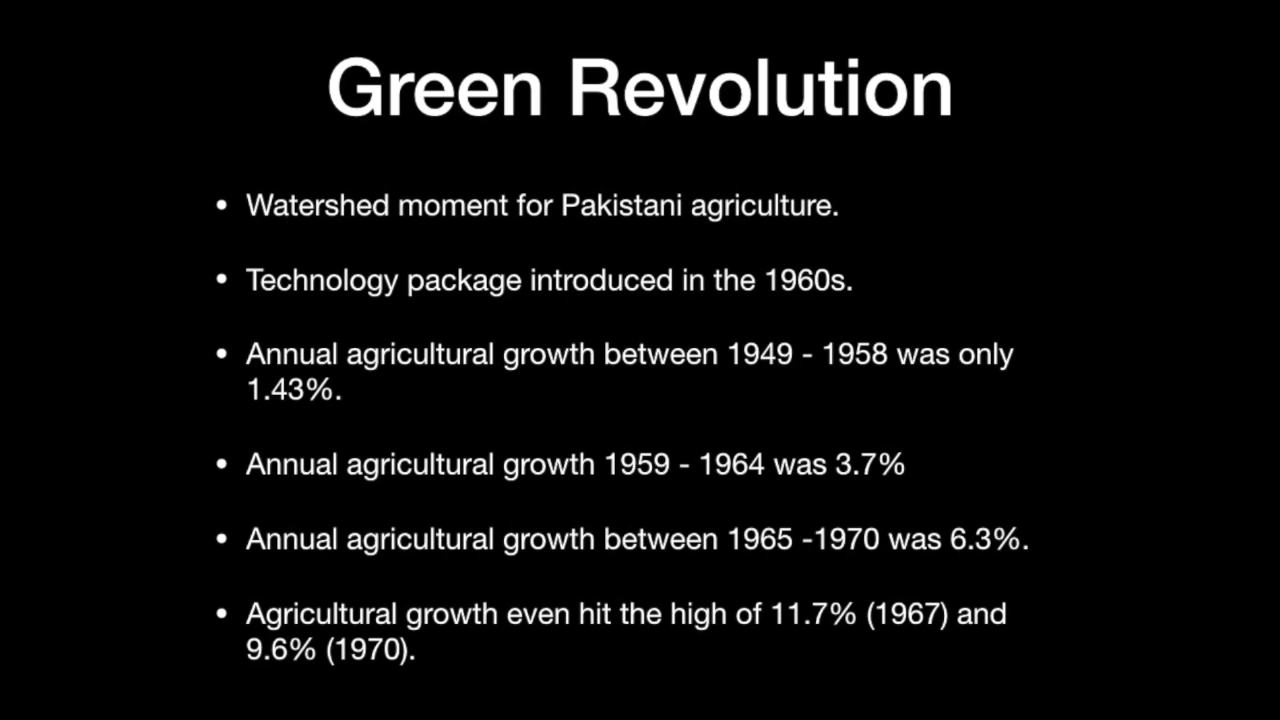 Green Revolution
• Watershed moment for Pakistani agriculture.
• Technology package introduced in the 1960s.
• Annual agricultural growth between 1949 - 1958 was only
1.43%.
• Annual agricultural growth 1959 - 1964 was 3.7%
• Annual agricultural growth between 1965 -1970 was 6.3%.
• Agricultural growth even hit the high of 11.7% (1967) and
9.6% (1970).